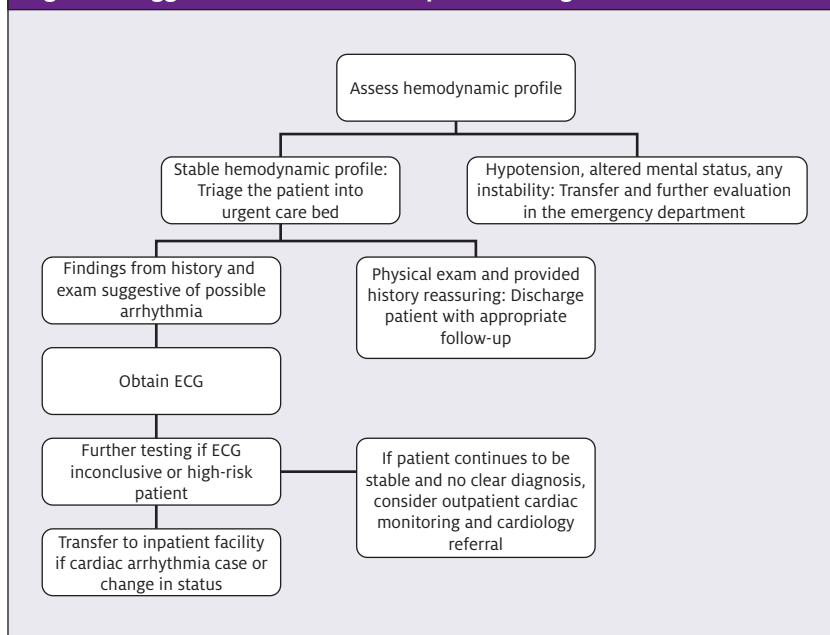 Assess hemodynamic profile
Stable hemodynamic profile:
Triage the patient into
urgent care bed
Hypotension, altered mental status, any
instability: Transfer and further evaluation
in the emergency department
Findings from history and
exam suggestive of possible
arrhythmia
Physical exam and provided
history reassuring: Discharge
patient with appropriate
follow-up
Obtain ECG
Further testing if ECG
inconclusive or high-risk
patient
If patient continues to be
stable and no clear diagnosis,
consider outpatient cardiac
monitoring and cardiology
referral
Transfer to inpatient facility
if cardiac arrhythmia case or
change in status